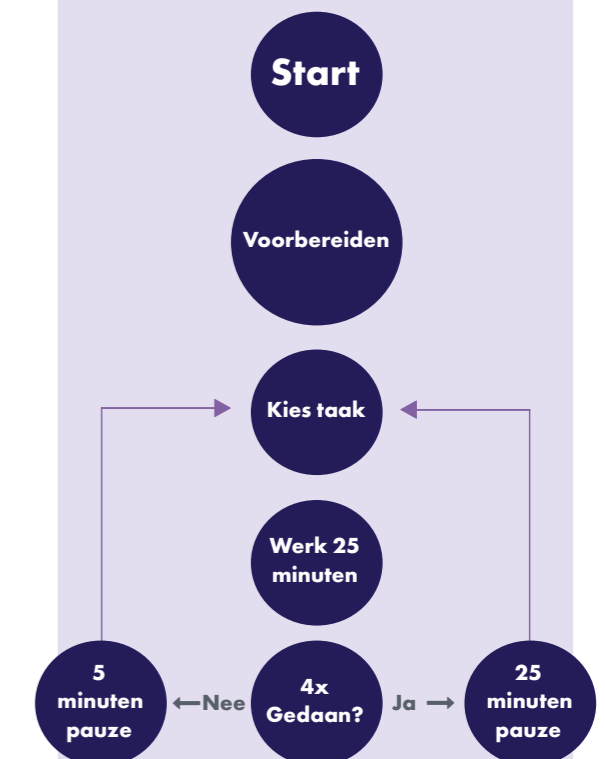 Start
Voorbereiden
Kies taak
Werk 25
minuten
5
minuten
pauze
Nee
4x
Gedaan?
Ja
25
minuten
pauze